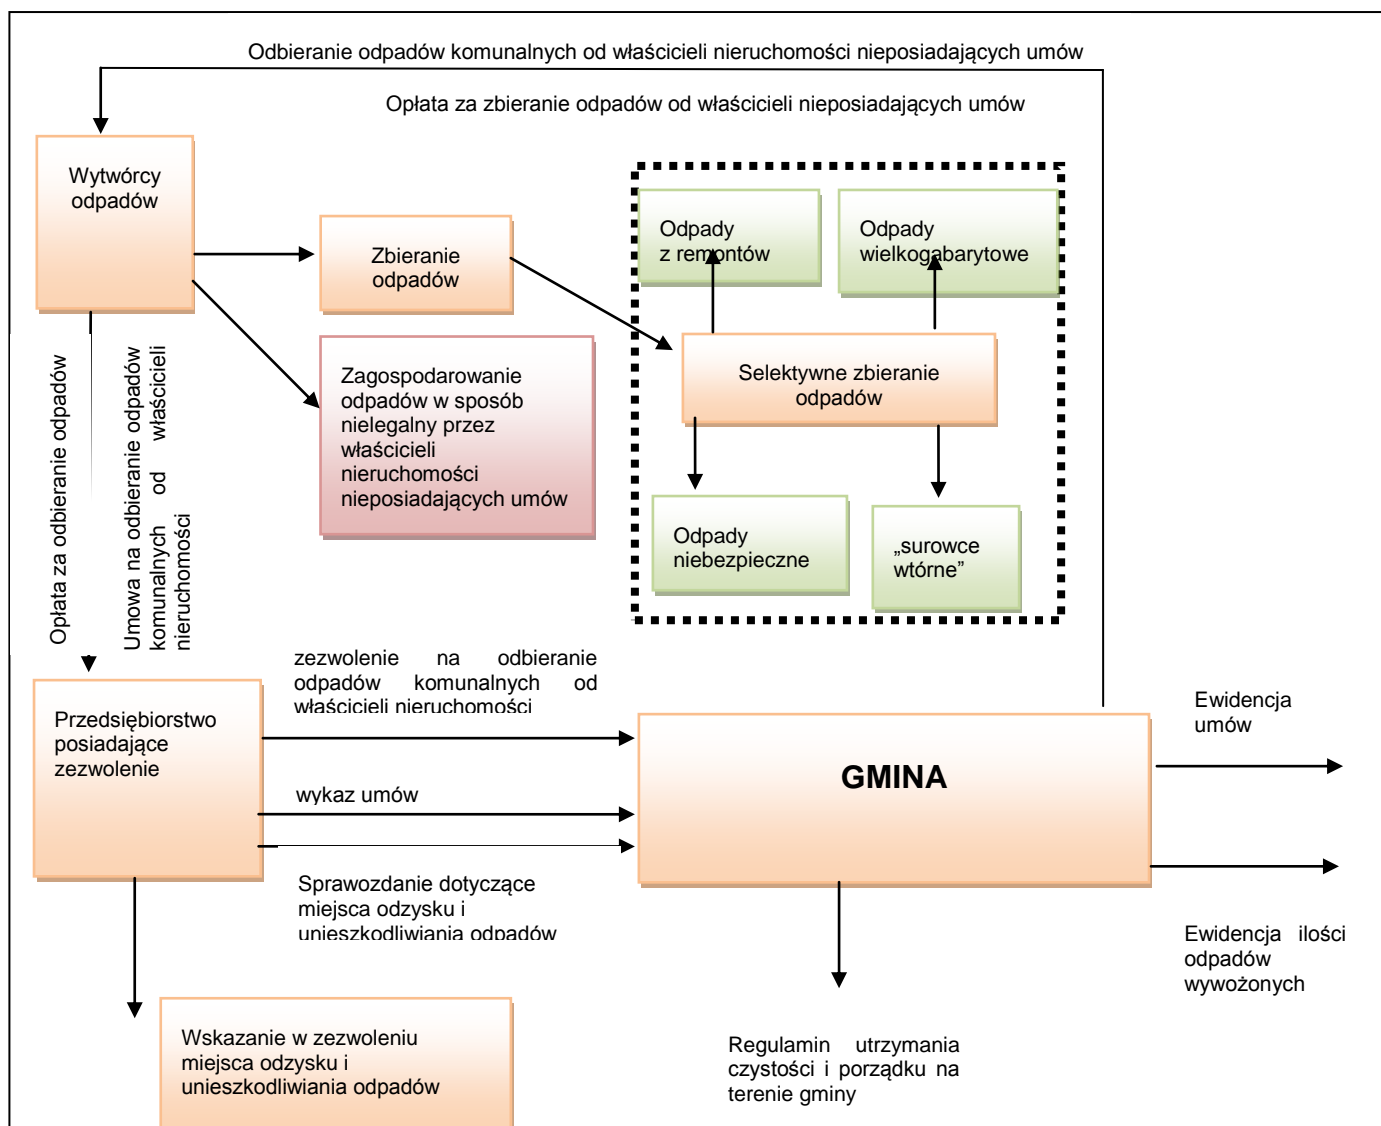 Odbieranie odpadów komunalnych od właścicieli nieruchomości nieposiadających umów
Opłata za zbieranie odpadów od właścicieli nieposiadających umów
Wytwórcy
odpadów
Zbieranie
odpadów
Odpady
z remontów
Odpady
wielkogabarytowe
Zagospodarowanie
odpadów w sposób
nielegalny przez
właścicieli
nieruchomości
nieposiadających umów
Selektywne zbieranie
odpadów
Odpady
niebezpieczne
„surowce
wtórne”
Opłata za odbieranie odpadów
Umowa na odbieranie odpadów
komunalnych od właścicieli
nieruchomości
zezwolenie na odbieranie
odpadów komunalnych od
właścicieli nieruchomości
Przedsiębiorstwo
posiadające
zezwolenie
wykaz umów
Sprawozdanie dotyczące
miejsca odzysku i
unieszkodliwiania odpadów
GMINA
Ewidencja
umów
Ewidencja ilości
odpadów
wywożonych
Wskazanie w zezwoleniu
miejsca odzysku i
unieszkodliwiania odpadów
Regulamin utrzymania
czystości i porządku na
terenie gminy